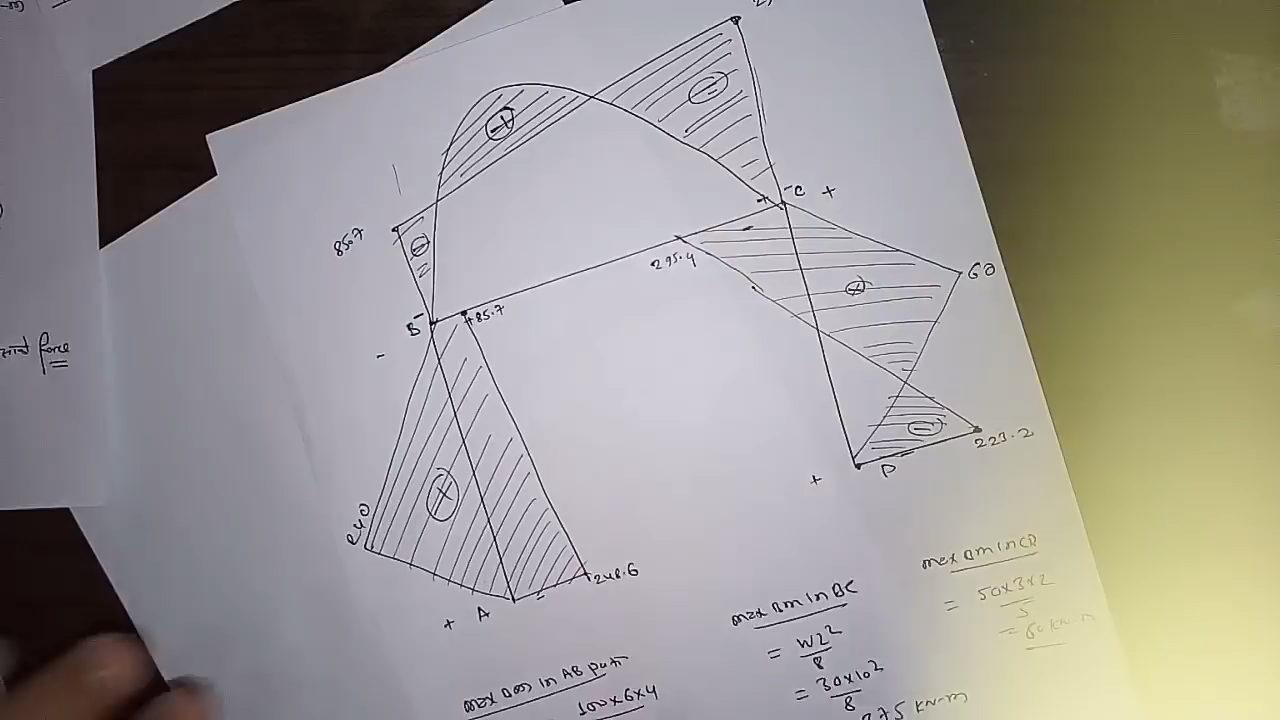 -
85.7
-C +
295.4
60
B
+85.7
-
223.2
+ D
240
248.6
+ A
force
max Bm in CD
= 50x3x2
5
= 60 KN-m
max Bm in BC
= WL²
8
= 30x10²
8
375 KN-m
max Bm in AB
100x6x4